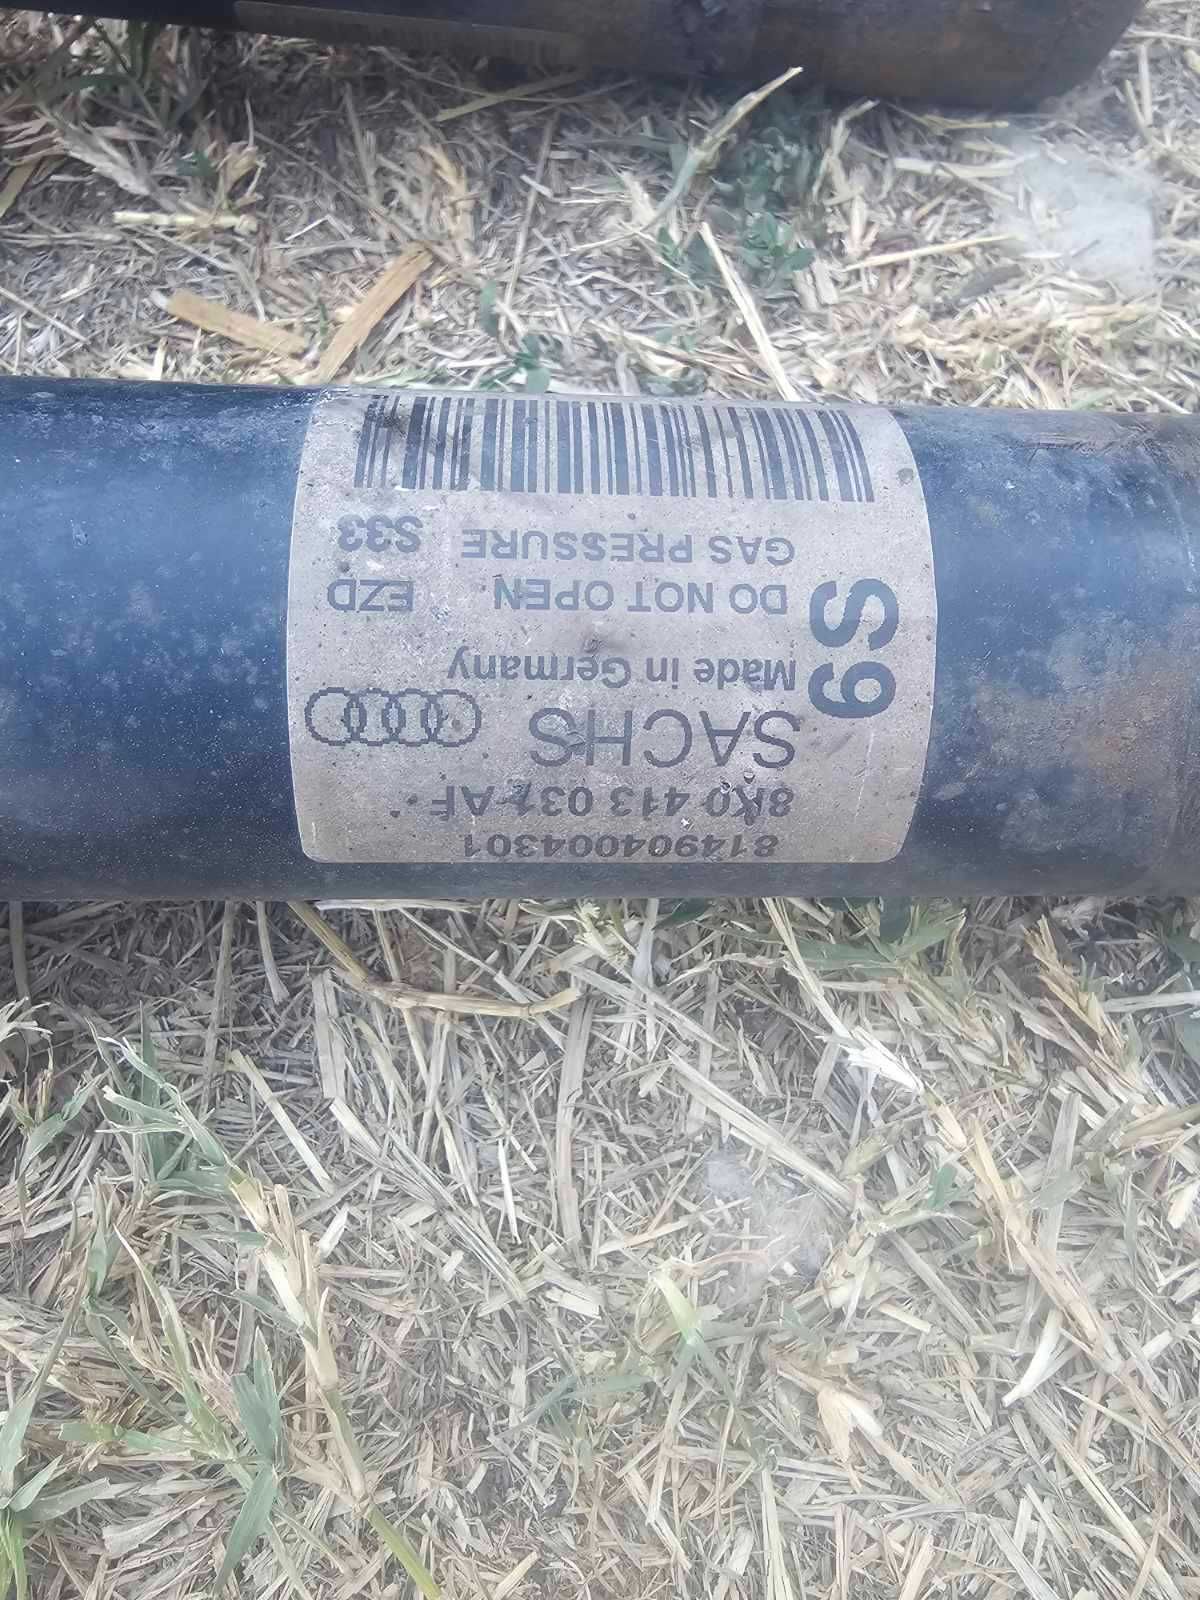 814904004301
8K0 413 031 AF
SACHS
Made in Germany
S9
DO NOT OPEN EZD
GAS PRESSURE S33